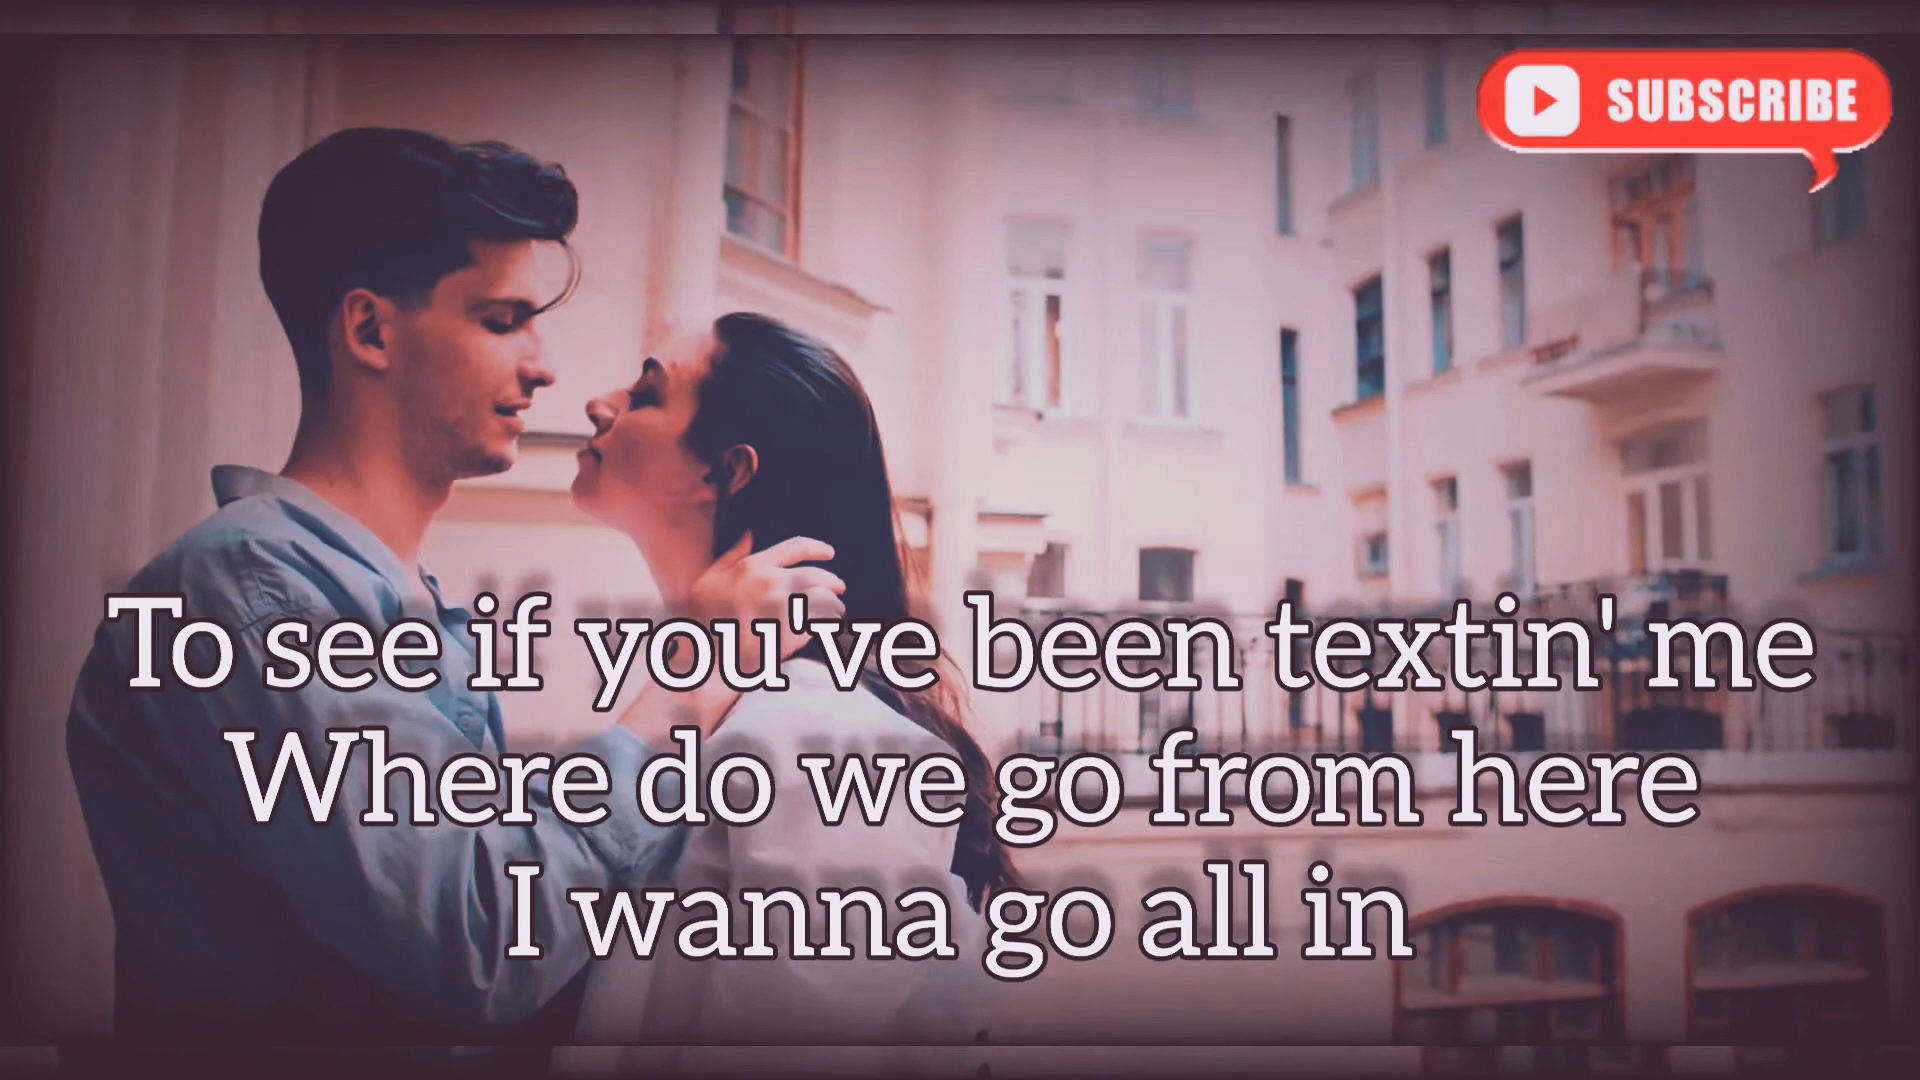 SUBSCRIBE
To see if you've been textin' me
Where do we go from here
I wanna go all in